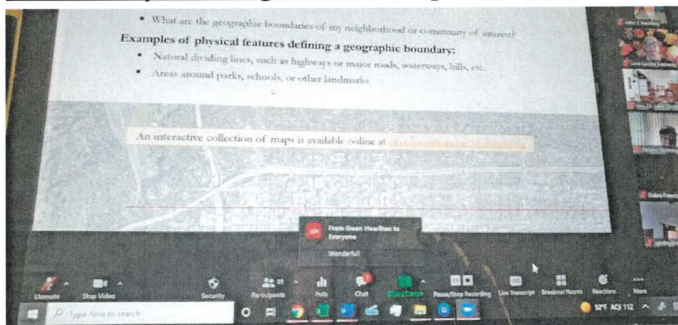 ▪ What are the geographic boundaries of my neighborhood or community of interest?
Examples of physical features defining a geographic boundary:
▪ Natural dividing lines, such as highways or major roads, waterways, hills, etc.
▪ Areas around parks, schools, or other landmarks
An interactive collection of maps is available online at
From Gwen Hourihan to
Everyone
Wonderful!
Unmute
Stop Video
Security
Participants
Polls
Chat
Pause/Stop Recording
Live Transcript
Breakout Rooms
Reactions
More
Type here to search
92°F AQI 112